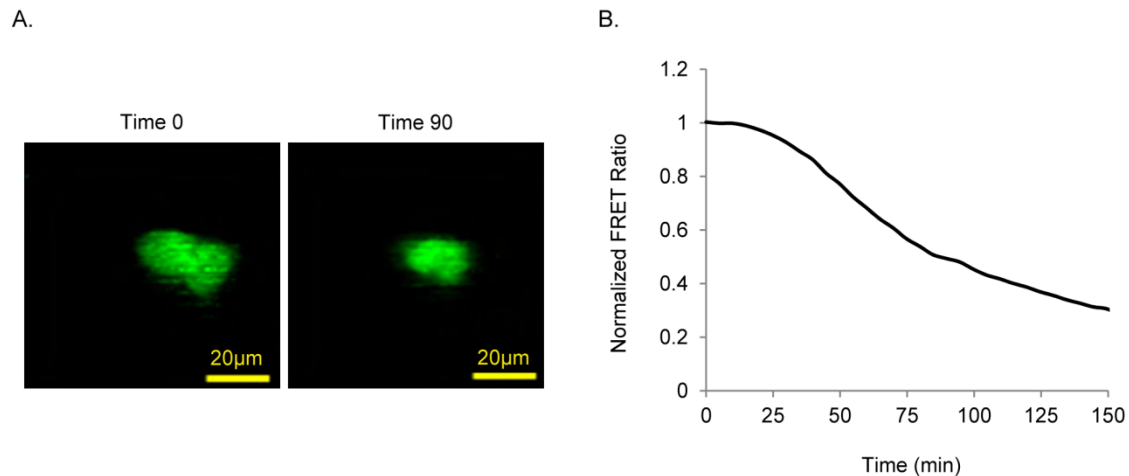 A.
Time 0
Time 90
20μm
20μm
B.
Normalized FRET Ratio
1.2
1
0.8
0.6
0.4
0.2
0
0 25 50 75 100 125 150
Time (min)